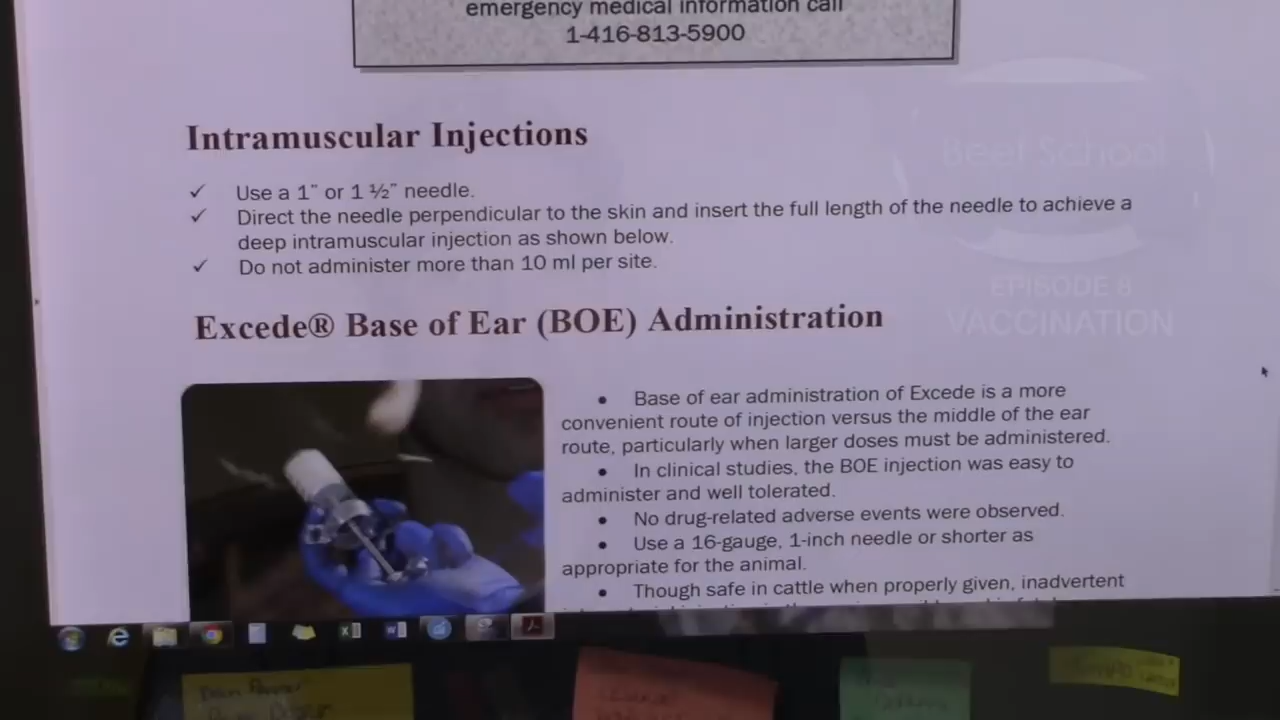 emergency medical information call
1-416-813-5900
Intramuscular Injections
✓ Use a 1" or 1 ½" needle.
✓ Direct the needle perpendicular to the skin and insert the full length of the needle to achieve a
deep intramuscular injection as shown below.
✓ Do not administer more than 10 ml per site.
Excede® Base of Ear (BOE) Administration
• Base of ear administration of Excede is a more
convenient route of injection versus the middle of the ear
route, particularly when larger doses must be administered.
• In clinical studies, the BOE injection was easy to
administer and well tolerated.
• No drug-related adverse events were observed.
• Use a 16-gauge, 1-inch needle or shorter as
appropriate for the animal.
• Though safe in cattle when properly given, inadvertent
Beef School
EPISODE 8
VACCINATION